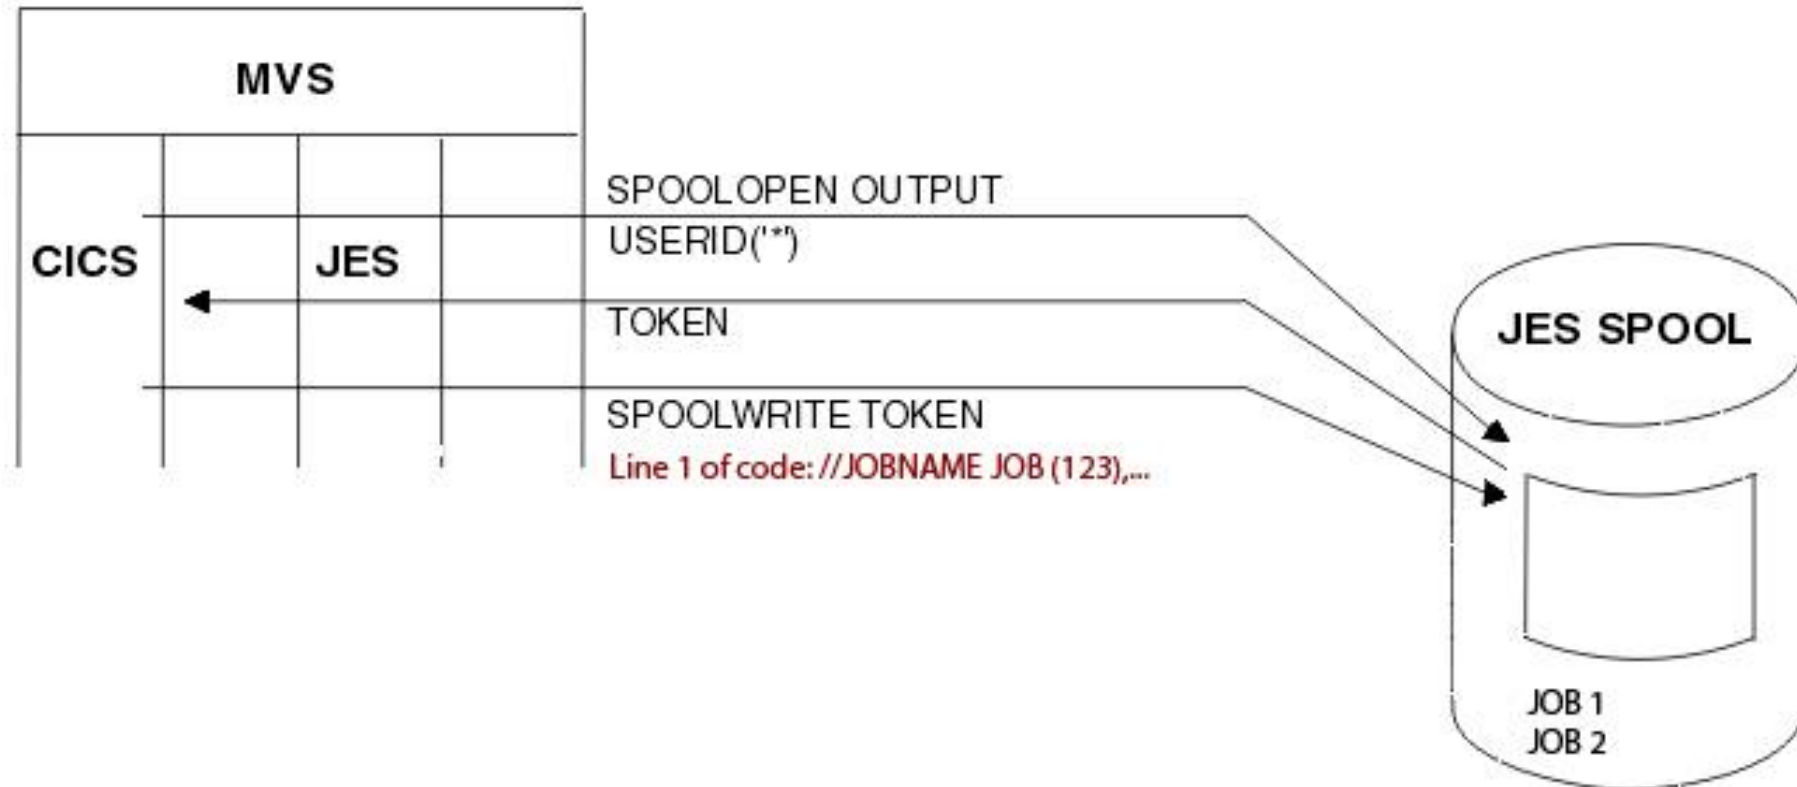 MVS
SPOOLOPEN OUTPUT
USERID('*')
CICS
JES
TOKEN
JES SPOOL
SPOOLWRITE TOKEN
Line 1 of code: //JOBNAME JOB (123),...
JOB 1
JOB 2